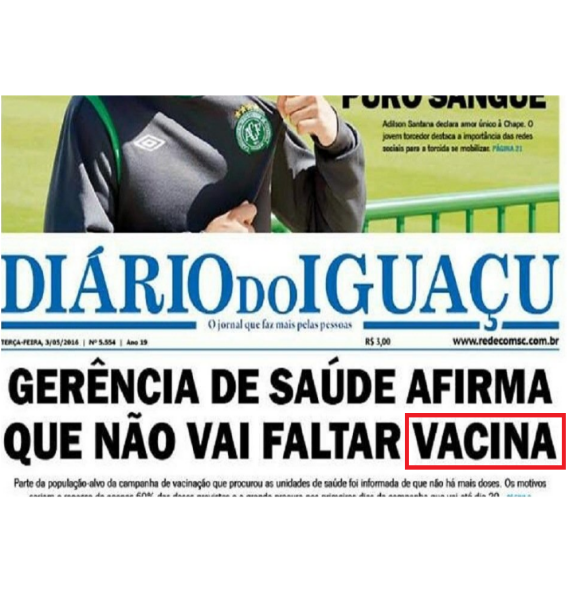 PURO SANGUE
Adilson Santana declara amor único à Chape. O
jovem torcedor destaca a importância das redes
sociais para a torcida se mobilizar. PÁGINA 21
DIÁRIO DO IGUAÇU
O jornal que faz mais pelas pessoas
TERÇA-FEIRA, 3/05/2016 | Nº 5.554 | Ano 19
R$ 3,00
www.redecomsc.com.br
GERÊNCIA DE SAÚDE AFIRMA
QUE NÃO VAI FALTAR VACINA
Parte da população-alvo da campanha de vacinação que procurou as unidades de saúde foi informada de que não há mais doses. Os motivos